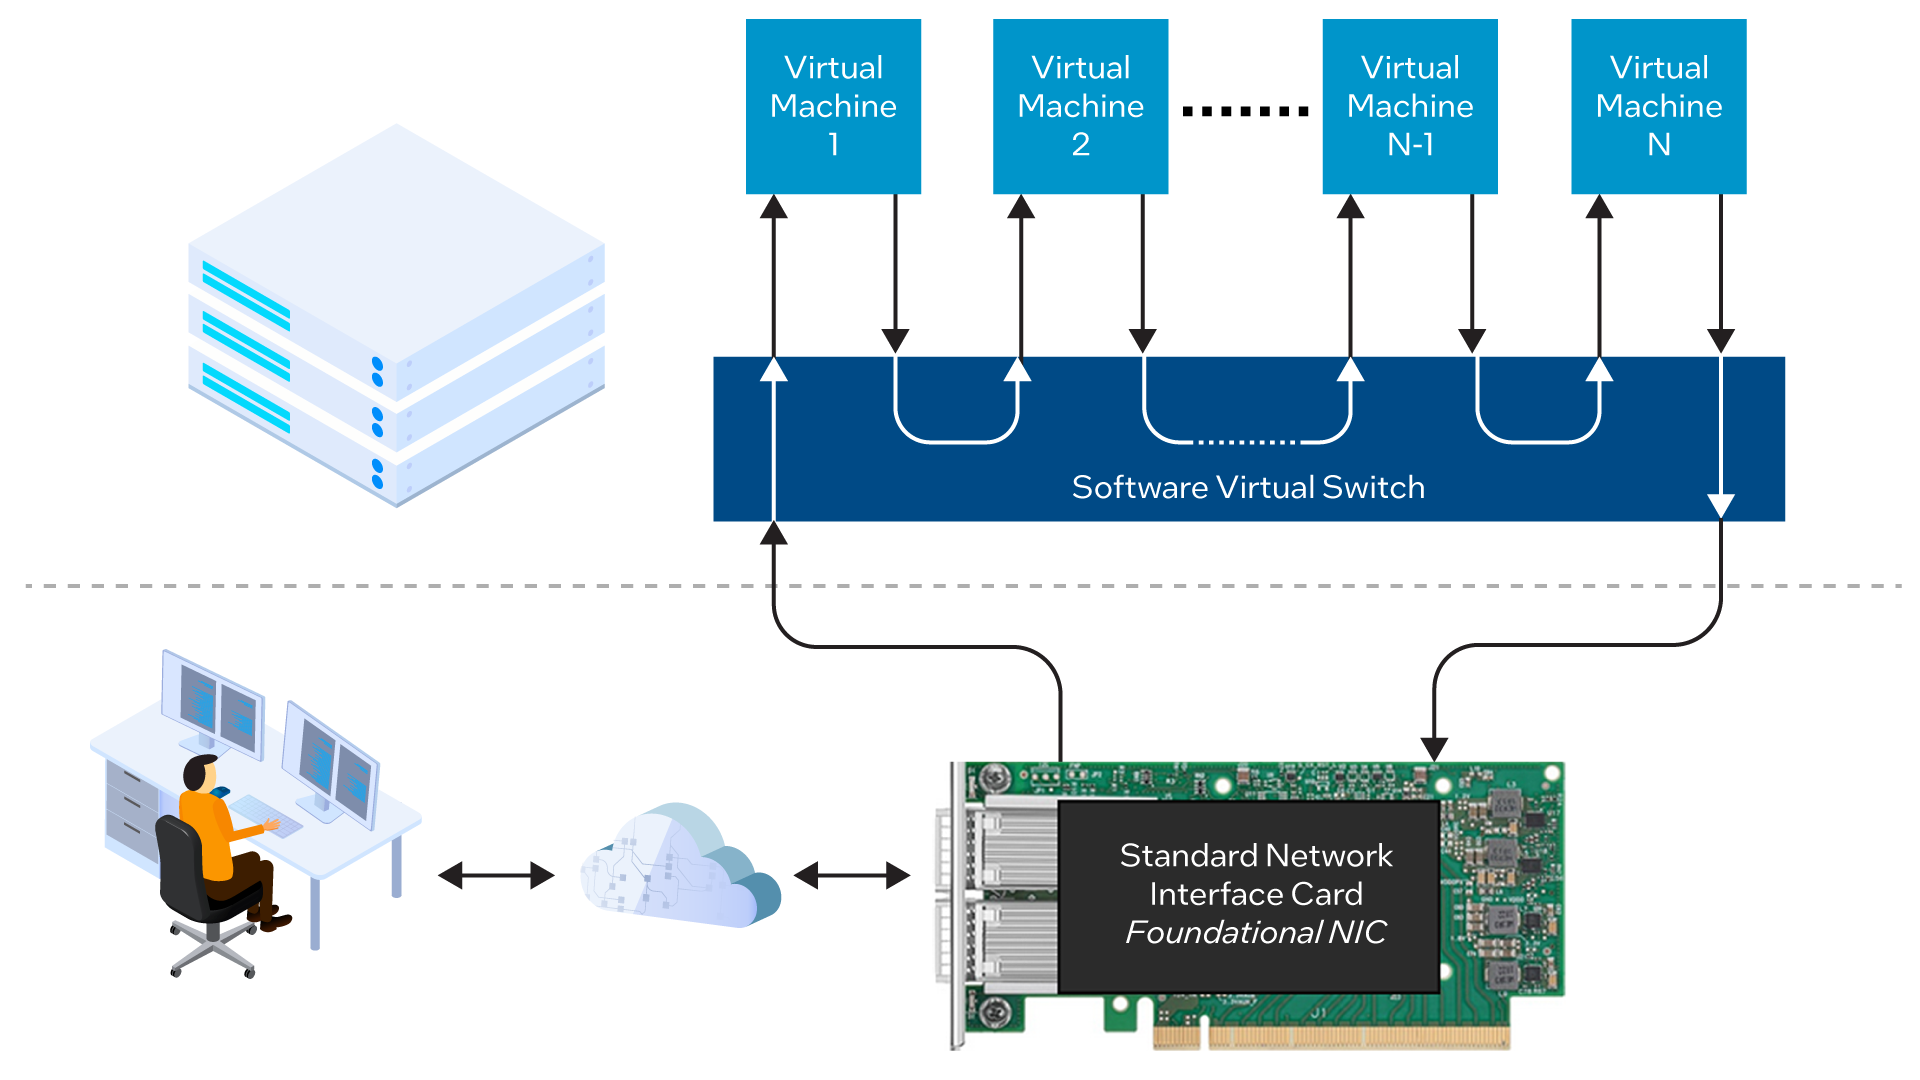 Virtual
Machine
1
Virtual
Machine
2
Virtual
Machine
N-1
Virtual
Machine
N
Software Virtual Switch
Standard Network
Interface Card
Foundational NIC
J1